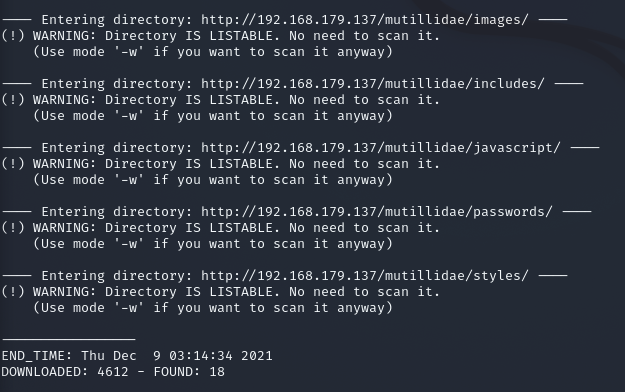 ---- Entering directory: http://192.168.179.137/mutillidae/images/ ----
(!) WARNING: Directory IS LISTABLE. No need to scan it.
    (Use mode '-w' if you want to scan it anyway)

---- Entering directory: http://192.168.179.137/mutillidae/includes/ ----
(!) WARNING: Directory IS LISTABLE. No need to scan it.
    (Use mode '-w' if you want to scan it anyway)

---- Entering directory: http://192.168.179.137/mutillidae/javascript/ ----
(!) WARNING: Directory IS LISTABLE. No need to scan it.
    (Use mode '-w' if you want to scan it anyway)

---- Entering directory: http://192.168.179.137/mutillidae/passwords/ ----
(!) WARNING: Directory IS LISTABLE. No need to scan it.
    (Use mode '-w' if you want to scan it anyway)

---- Entering directory: http://192.168.179.137/mutillidae/styles/ ----
(!) WARNING: Directory IS LISTABLE. No need to scan it.
    (Use mode '-w' if you want to scan it anyway)

-----------------
END_TIME: Thu Dec  9 03:14:34 2021
DOWNLOADED: 4612 - FOUND: 18